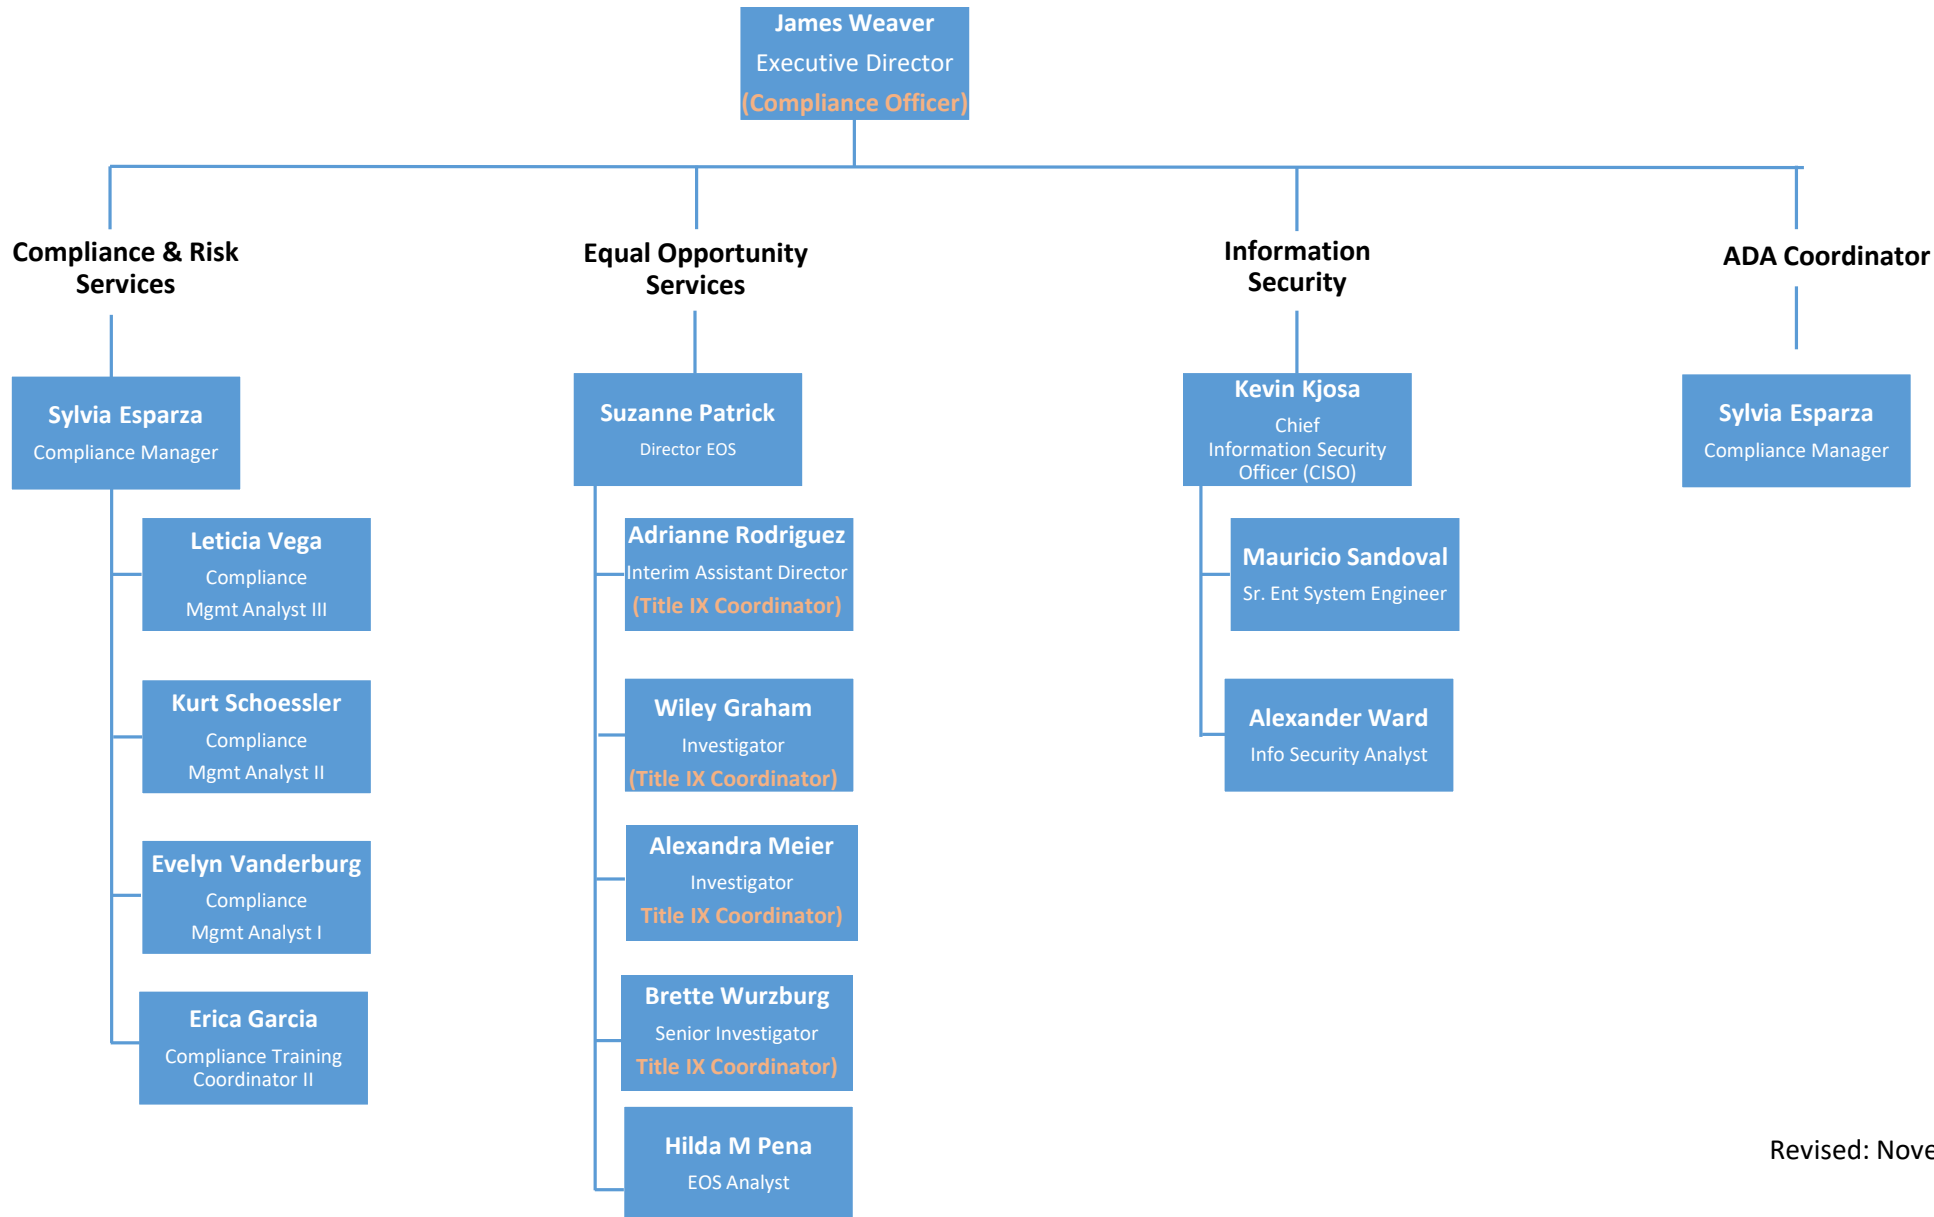 James Weaver
Executive Director
(Compliance Officer)
Compliance & Risk
Services
Sylvia Esparza
Compliance Manager
Leticia Vega
Compliance
Mgmt Analyst III
Kurt Schoessler
Compliance
Mgmt Analyst II
Evelyn Vanderburg
Compliance
Mgmt Analyst I
Erica Garcia
Compliance Training
Coordinator II
Equal Opportunity
Services
Suzanne Patrick
Director EOS
Adrianne Rodriguez
Interim Assistant Director
(Title IX Coordinator)
Wiley Graham
Investigator
(Title IX Coordinator)
Alexandra Meier
Investigator
Title IX Coordinator)
Brette Wurzburg
Senior Investigator
Title IX Coordinator)
Hilda M Pena
EOS Analyst
Information
Security
Kevin Kjosa
Chief
Information Security
Officer (CISO)
Mauricio Sandoval
Sr. Ent System Engineer
Alexander Ward
Info Security Analyst
ADA Coordinator
Sylvia Esparza
Compliance Manager
Revised: Nove